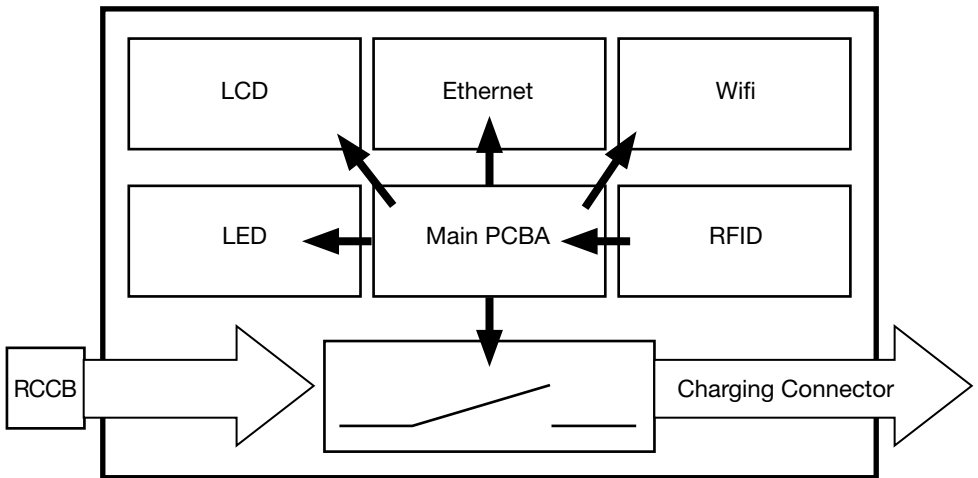 LCD
Ethernet
Wifi
LED
Main PCBA
RFID
RCCB
Charging Connector